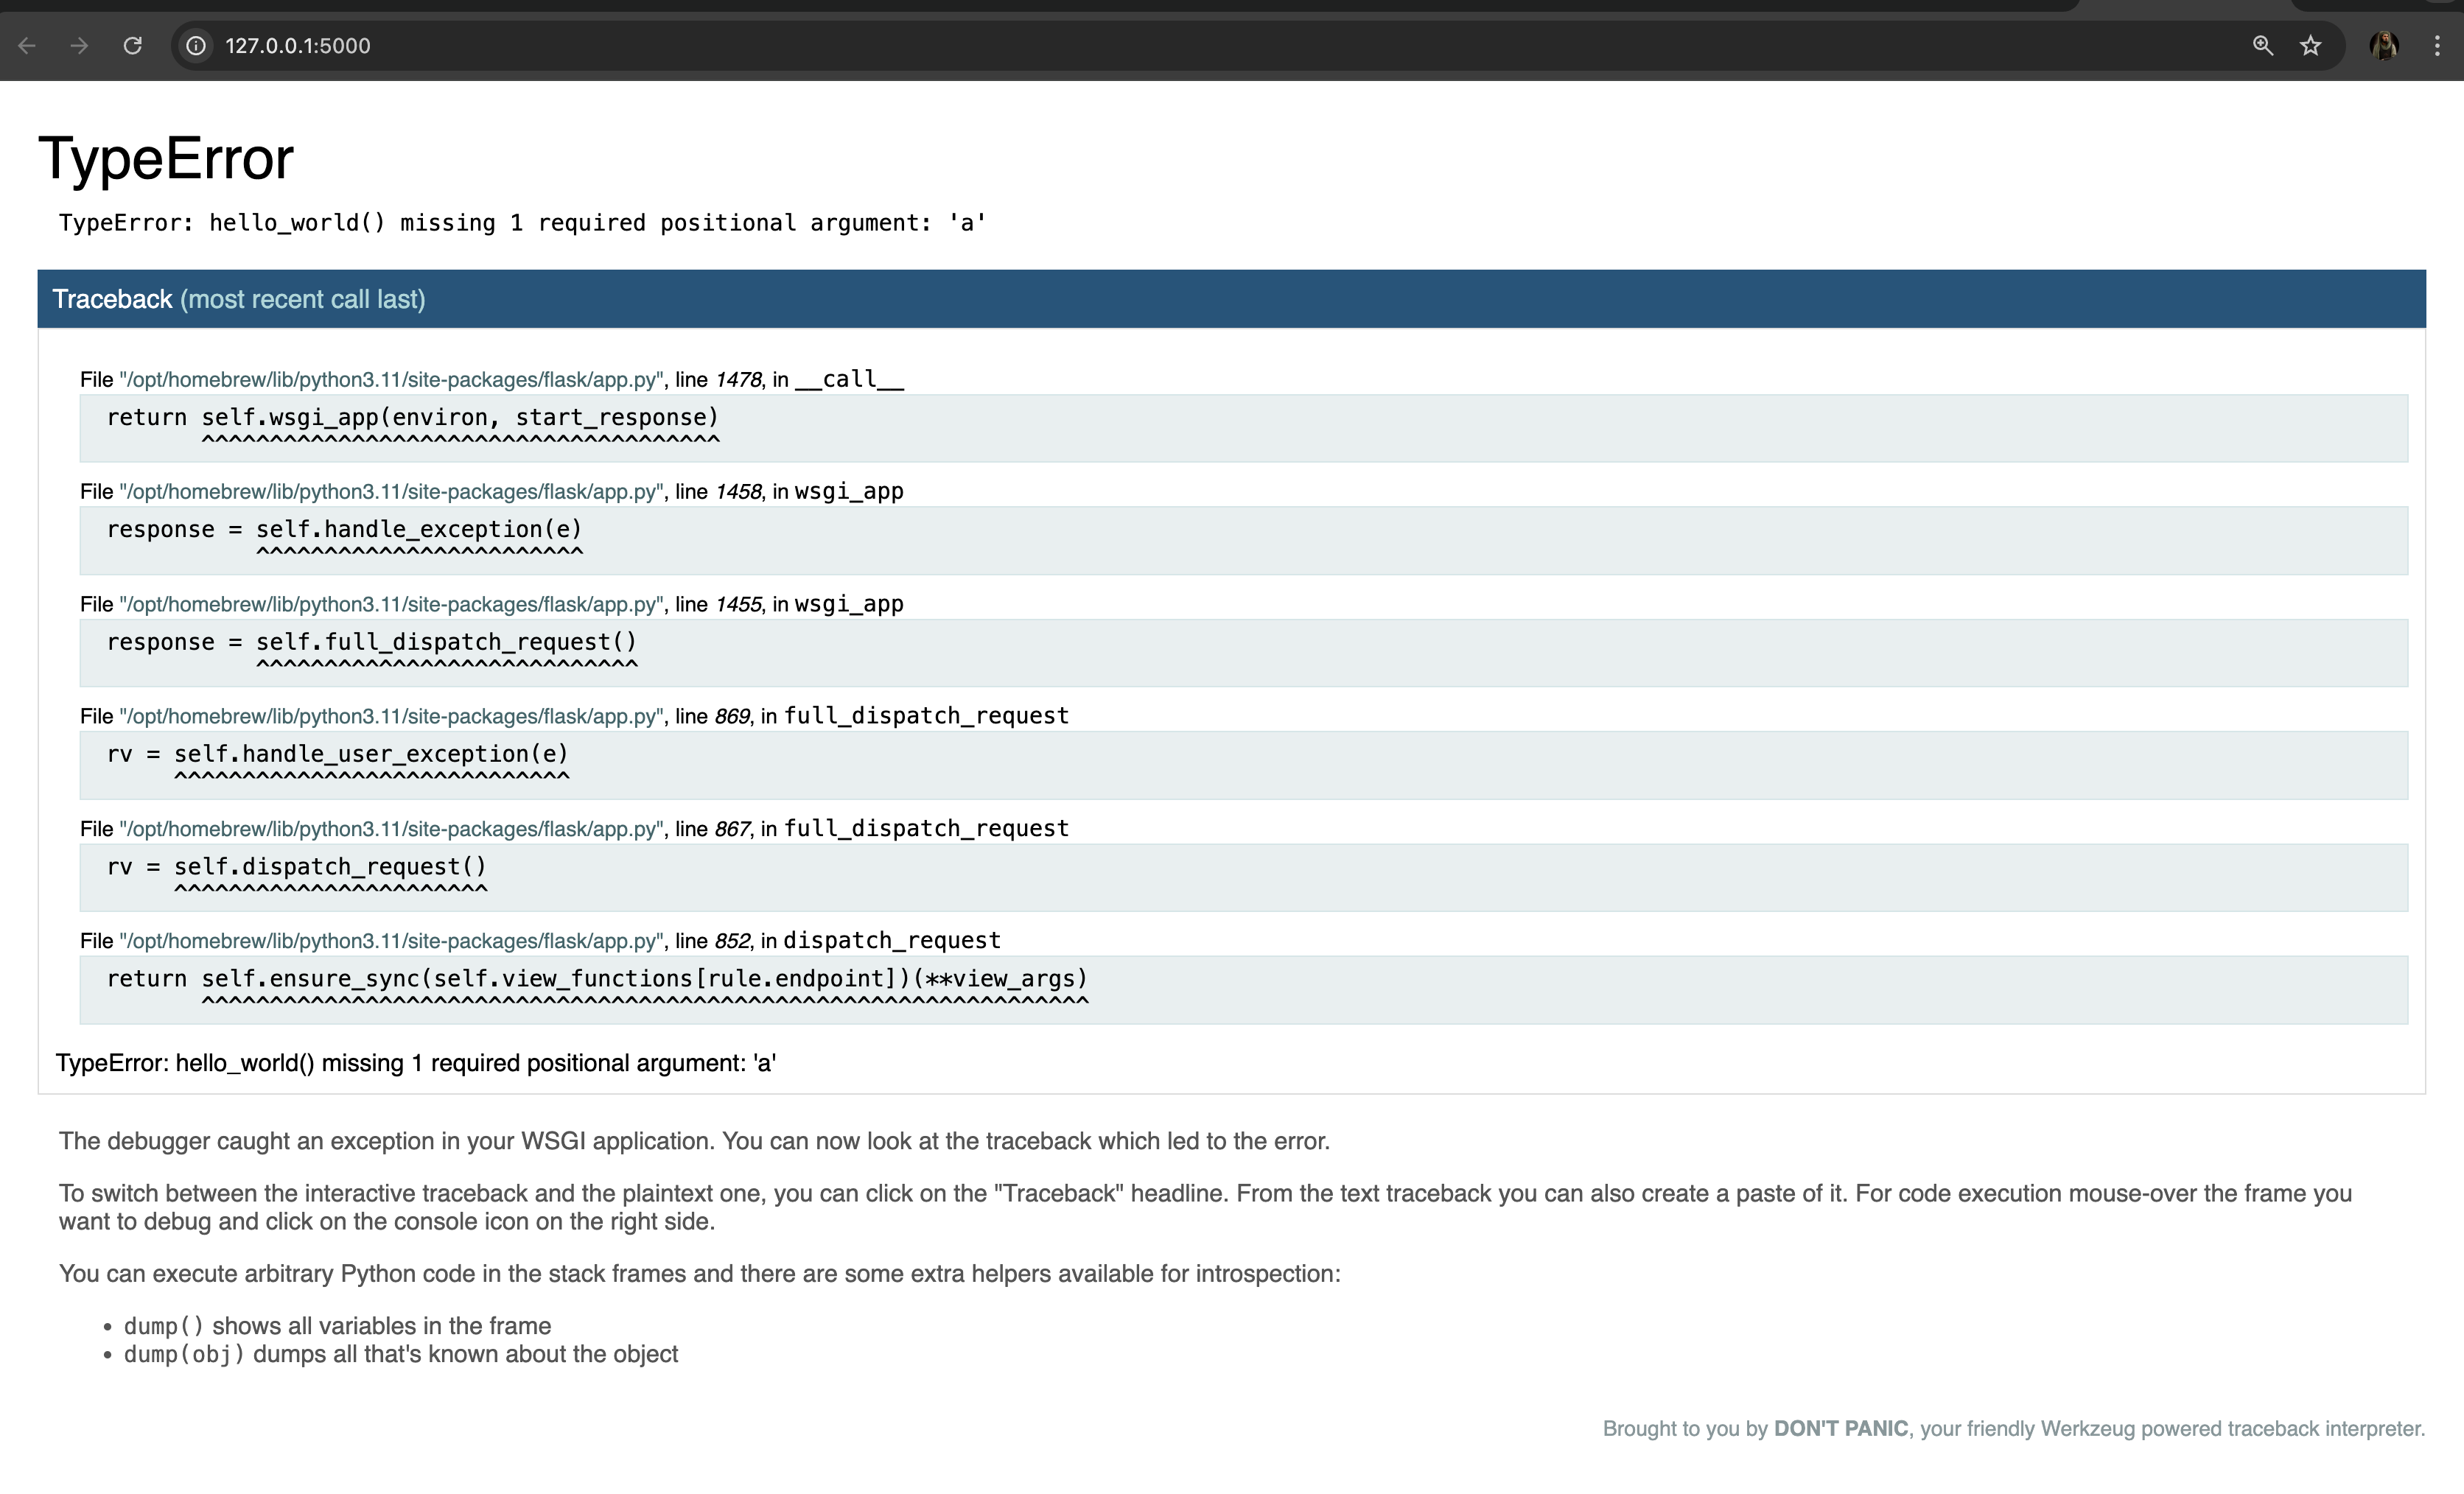 127.0.0.1:5000
TypeError
TypeError: hello_world() missing 1 required positional argument: 'a'
Traceback (most recent call last)
File "/opt/homebrew/lib/python3.11/site-packages/flask/app.py", line 1478, in __call__
return self.wsgi_app(environ, start_response)
^^^^^^^^^^^^^^^^^^^^^^^^^^^^^^^^^^^^^^
File "/opt/homebrew/lib/python3.11/site-packages/flask/app.py", line 1458, in wsgi_app
response = self.handle_exception(e)
^^^^^^^^^^^^^^^^^^^^^^^^
File "/opt/homebrew/lib/python3.11/site-packages/flask/app.py", line 1455, in wsgi_app
response = self.full_dispatch_request()
^^^^^^^^^^^^^^^^^^^^^^^^^^^^
File "/opt/homebrew/lib/python3.11/site-packages/flask/app.py", line 869, in full_dispatch_request
rv = self.handle_user_exception(e)
^^^^^^^^^^^^^^^^^^^^^^^^^^^^^
File "/opt/homebrew/lib/python3.11/site-packages/flask/app.py", line 867, in full_dispatch_request
rv = self.dispatch_request()
^^^^^^^^^^^^^^^^^^^^^^^
File "/opt/homebrew/lib/python3.11/site-packages/flask/app.py", line 852, in dispatch_request
return self.ensure_sync(self.view_functions[rule.endpoint])(**view_args)
^^^^^^^^^^^^^^^^^^^^^^^^^^^^^^^^^^^^^^^^^^^^^^^^^^^^^^^^^^^^^^^^^
TypeError: hello_world() missing 1 required positional argument: 'a'
The debugger caught an exception in your WSGI application. You can now look at the traceback which led to the error.
To switch between the interactive traceback and the plaintext one, you can click on the "Traceback" headline. From the text traceback you can also create a paste of it. For code execution mouse-over the frame you
want to debug and click on the console icon on the right side.
You can execute arbitrary Python code in the stack frames and there are some extra helpers available for introspection:
• dump() shows all variables in the frame
• dump(obj) dumps all that's known about the object
Brought to you by DON'T PANIC, your friendly Werkzeug powered traceback interpreter.